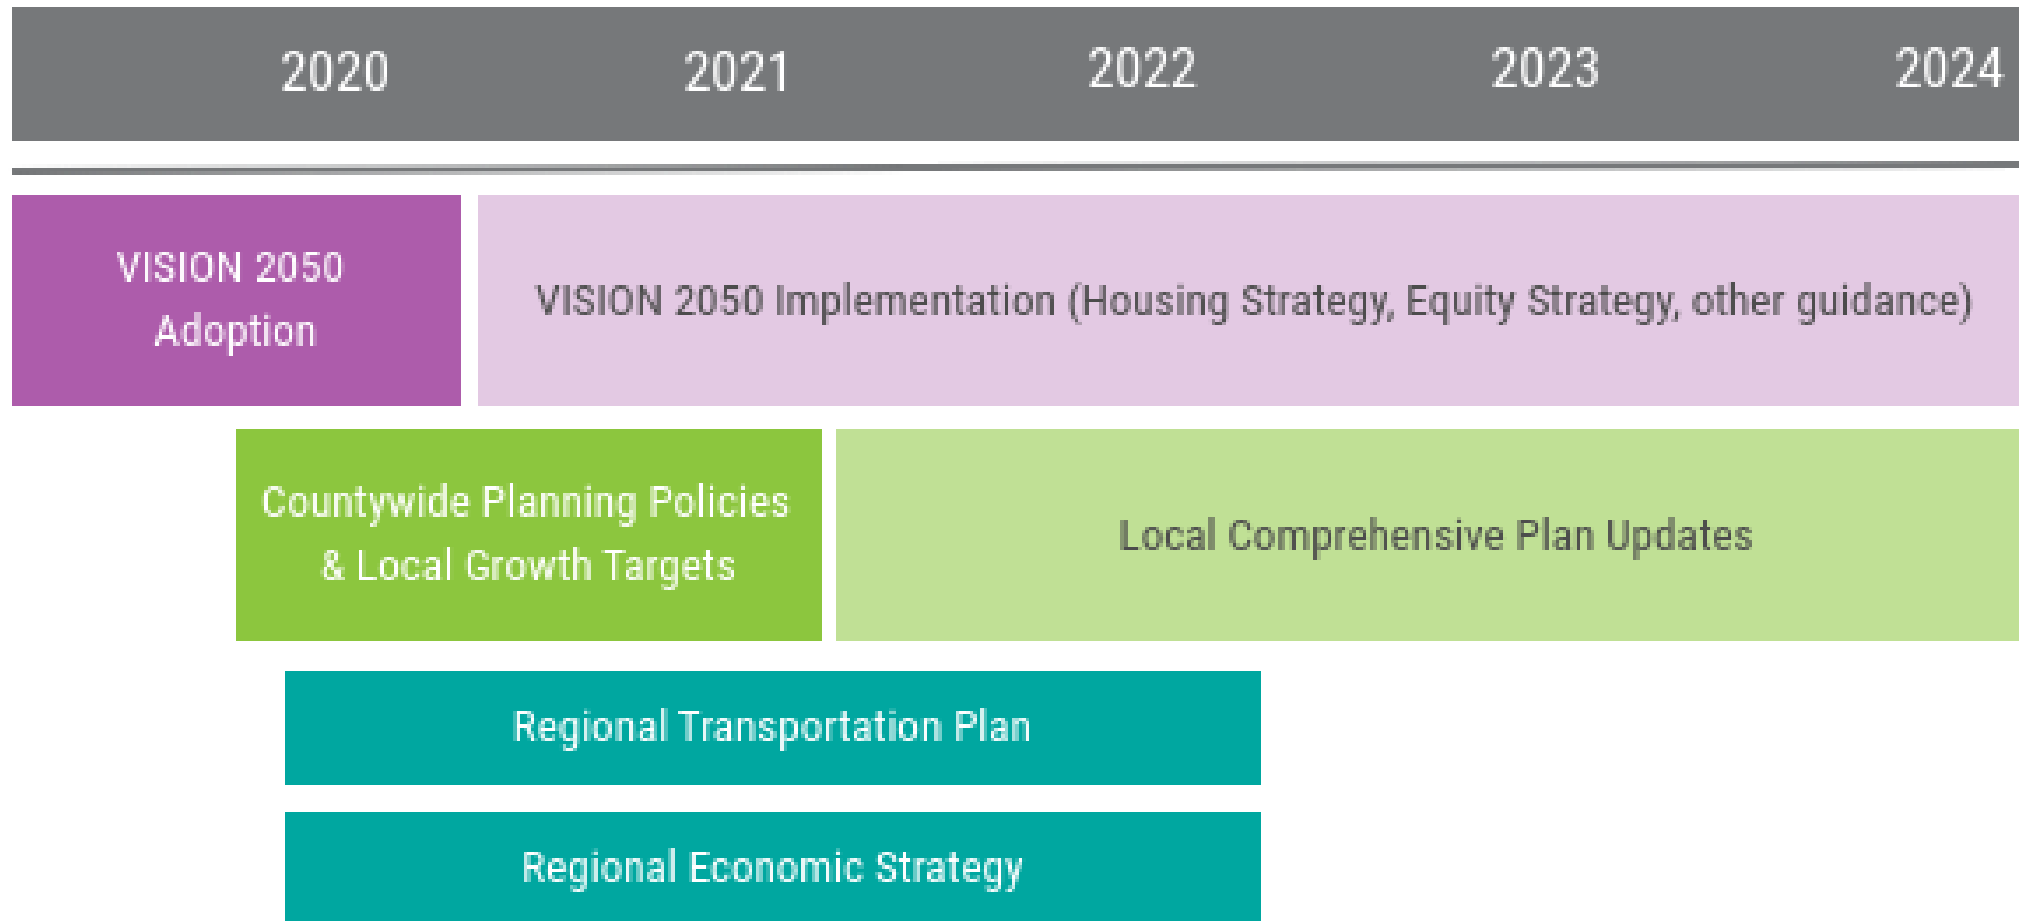 2020 2021 2022 2023 2024
VISION 2050
Adoption
VISION 2050 Implementation (Housing Strategy, Equity Strategy, other guidance)
Countywide Planning Policies
& Local Growth Targets
Local Comprehensive Plan Updates
Regional Transportation Plan
Regional Economic Strategy